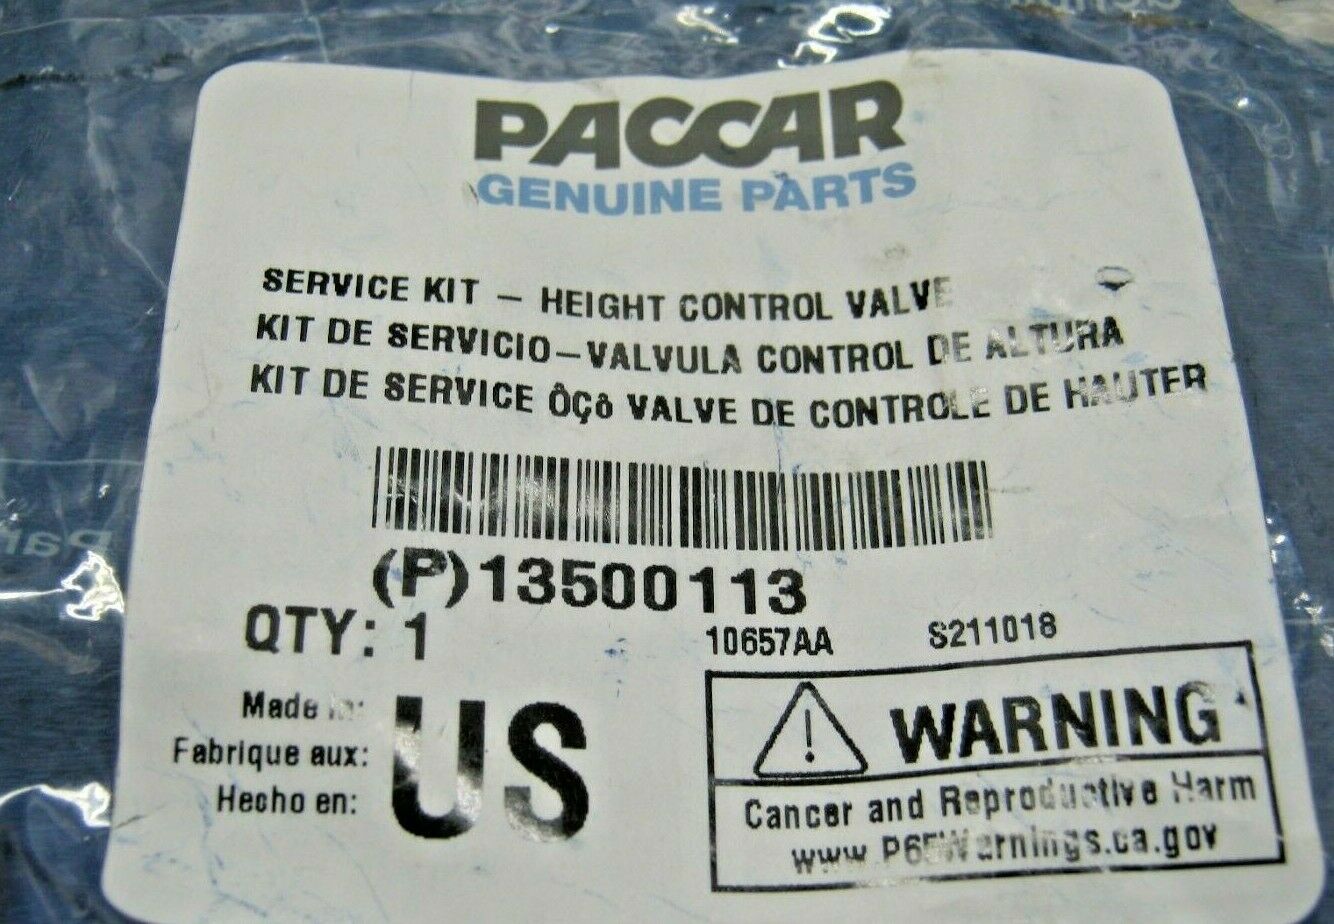 PACCAR
GENUINE PARTS
SERVICE KIT – HEIGHT CONTROL VALVE
KIT DE SERVICIO–VALVULA CONTROL DE ALTURA
KIT DE SERVICE ÔÇô VALVE DE CONTROLE DE HAUTER
(P)13500113
QTY: 1
10657AA S211018
Made in:
Fabrique aux:
Hecho en:
US
WARNING
Cancer and Reproductive Harm
www.P65Warnings.ca.gov
Par